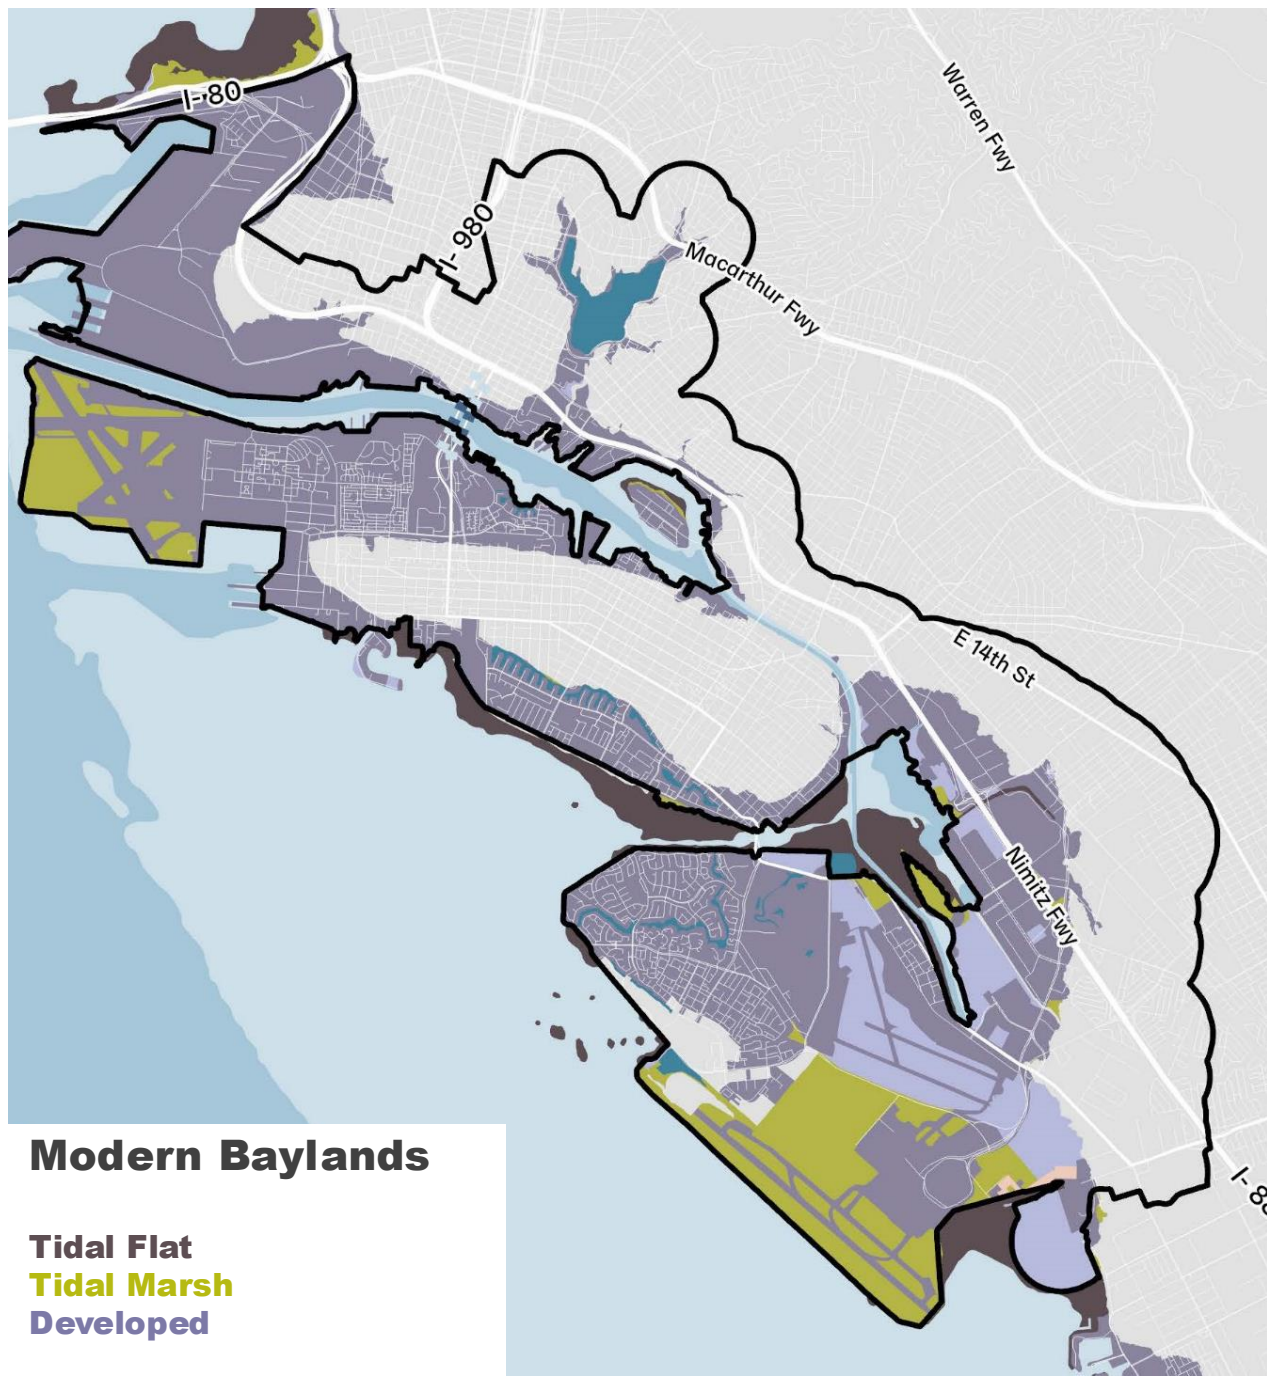 I- 80
Warren Fwy
I- 980
Macarthur Fwy
E 14th St
Nimitz Fwy
Modern Baylands
Tidal Flat
Tidal Marsh
Developed